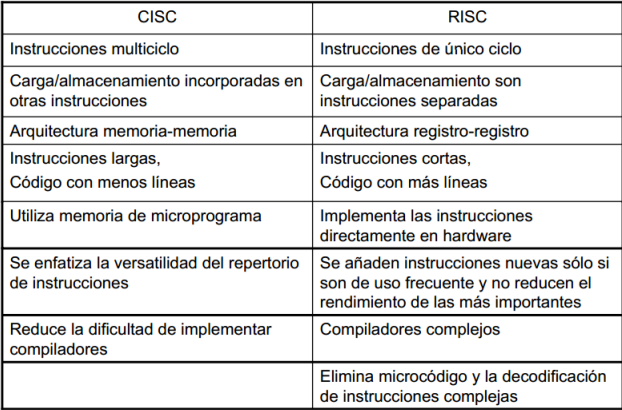 CISC
RISC
Instrucciones multiciclo
Instrucciones de único ciclo
Carga/almacenamiento incorporadas en
otras instrucciones
Carga/almacenamiento son
instrucciones separadas
Arquitectura memoria-memoria
Arquitectura registro-registro
Instrucciones largas,
Código con menos líneas
Instrucciones cortas,
Código con más líneas
Utiliza memoria de microprograma
Implementa las instrucciones
directamente en hardware
Se enfatiza la versatilidad del repertorio
de instrucciones
Se añaden instrucciones nuevas sólo si
son de uso frecuente y no reducen el
rendimiento de las más importantes
Reduce la dificultad de implementar
compiladores
Compiladores complejos
Elimina microcódigo y la decodificación
de instrucciones complejas